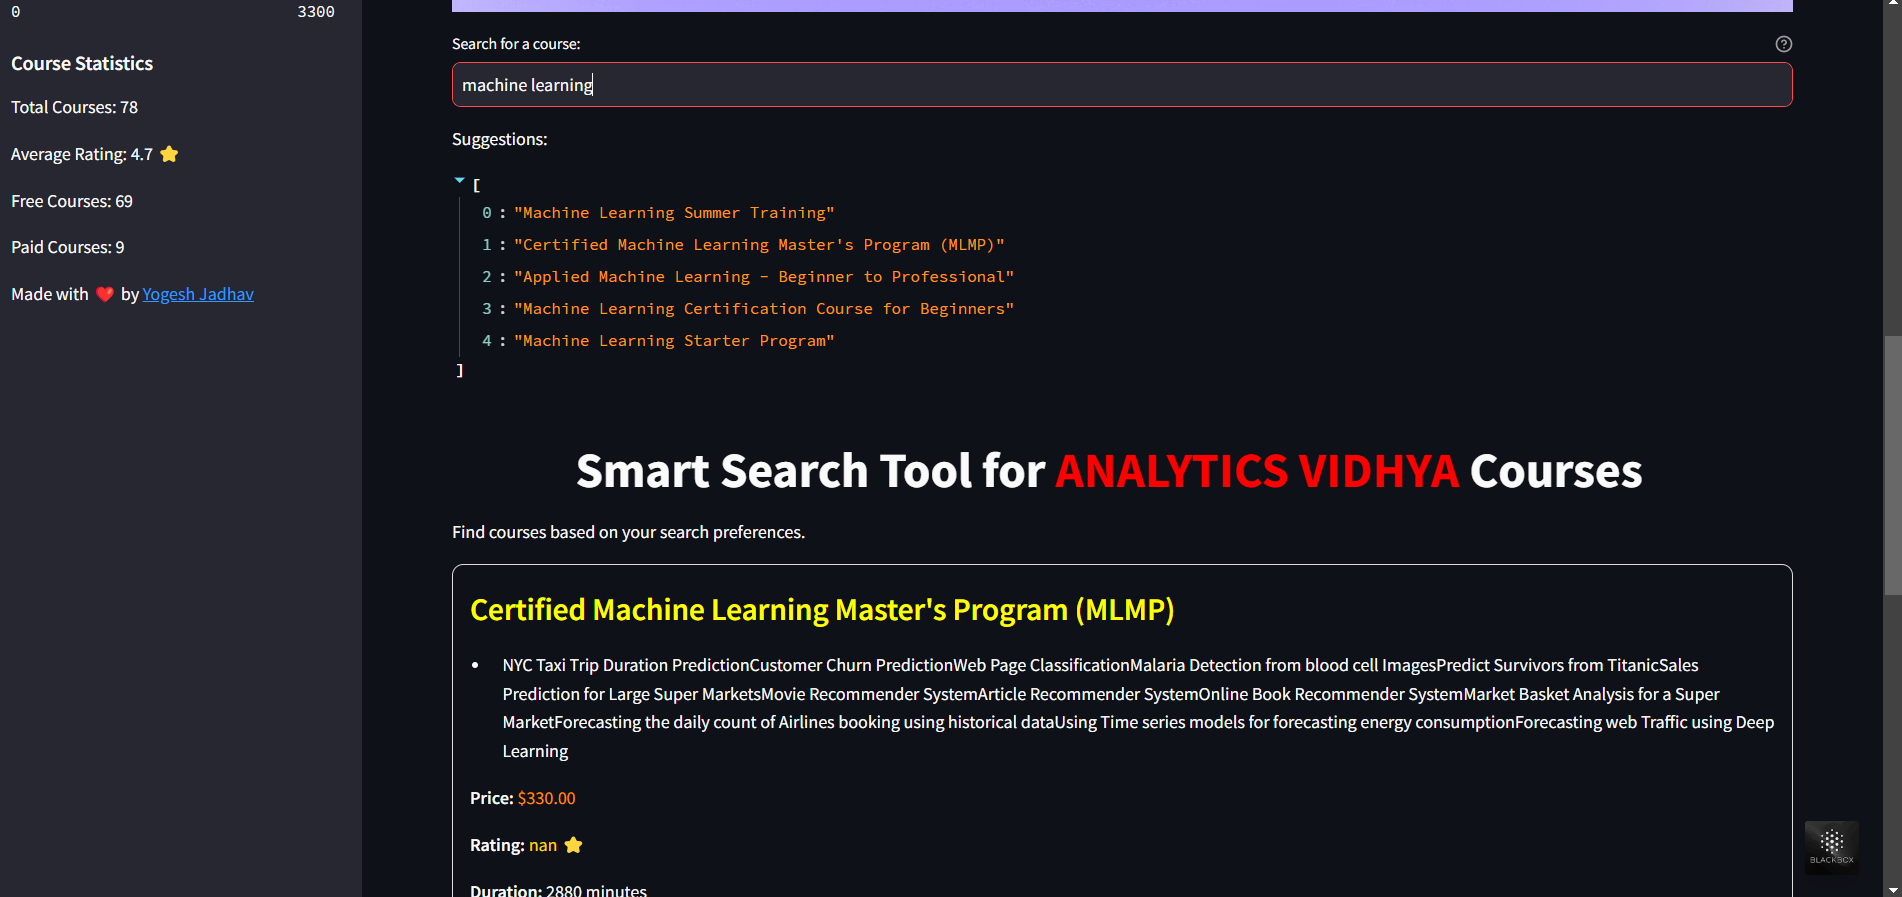 0 3300
Course Statistics
Total Courses: 78
Average Rating: 4.7 ⭐
Free Courses: 69
Paid Courses: 9
Made with ❤️ by Yogesh Jadhav
Search for a course:
machine learning
Suggestions:
[
0 : "Machine Learning Summer Training"
1 : "Certified Machine Learning Master's Program (MLMP)"
2 : "Applied Machine Learning – Beginner to Professional"
3 : "Machine Learning Certification Course for Beginners"
4 : "Machine Learning Starter Program"
]
Smart Search Tool for ANALYTICS VIDHYA Courses
Find courses based on your search preferences.
Certified Machine Learning Master's Program (MLMP)
• NYC Taxi Trip Duration PredictionCustomer Churn PredictionWeb Page ClassificationMalaria Detection from blood cell ImagesPredict Survivors from TitanicSales
Prediction for Large Super MarketsMovie Recommender SystemArticle Recommender SystemOnline Book Recommender SystemMarket Basket Analysis for a Super
MarketForecasting the daily count of Airlines booking using historical dataUsing Time series models for forecasting energy consumptionForecasting web Traffic using Deep
Learning
Price: $330.00
Rating: nan ⭐
Duration: 2880 minutes
BLACKBOX